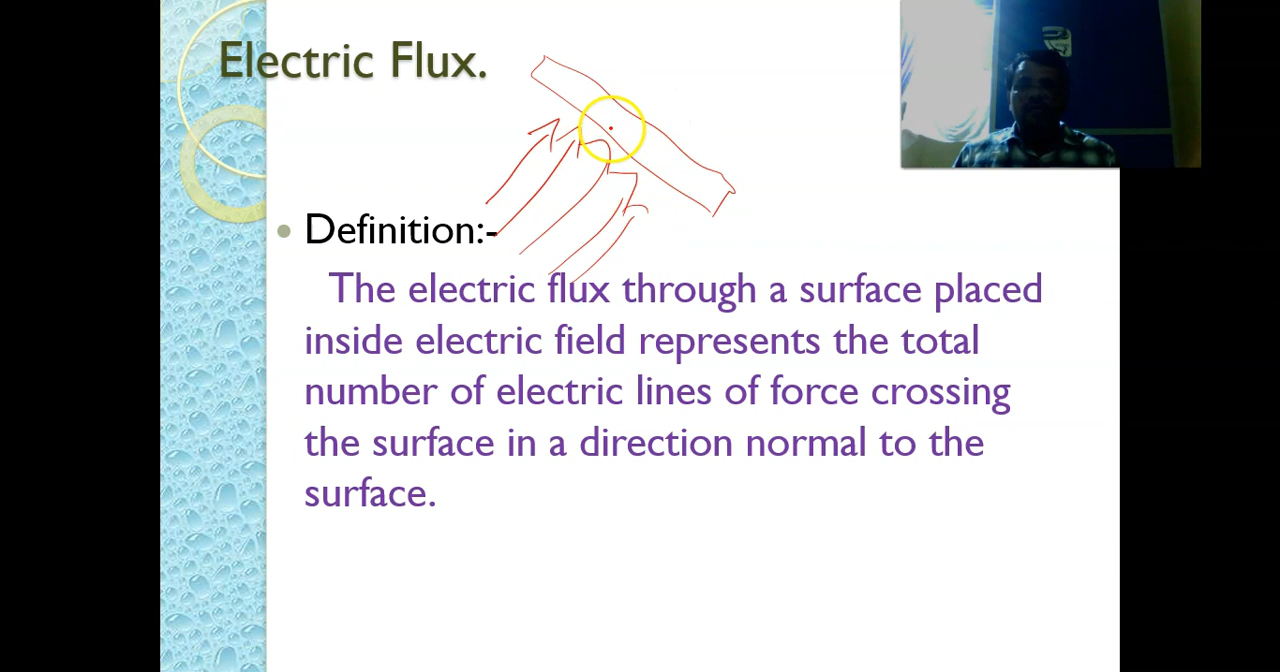 Electric Flux.
Definition:-
The electric flux through a surface placed
inside electric field represents the total
number of electric lines of force crossing
the surface in a direction normal to the
surface.